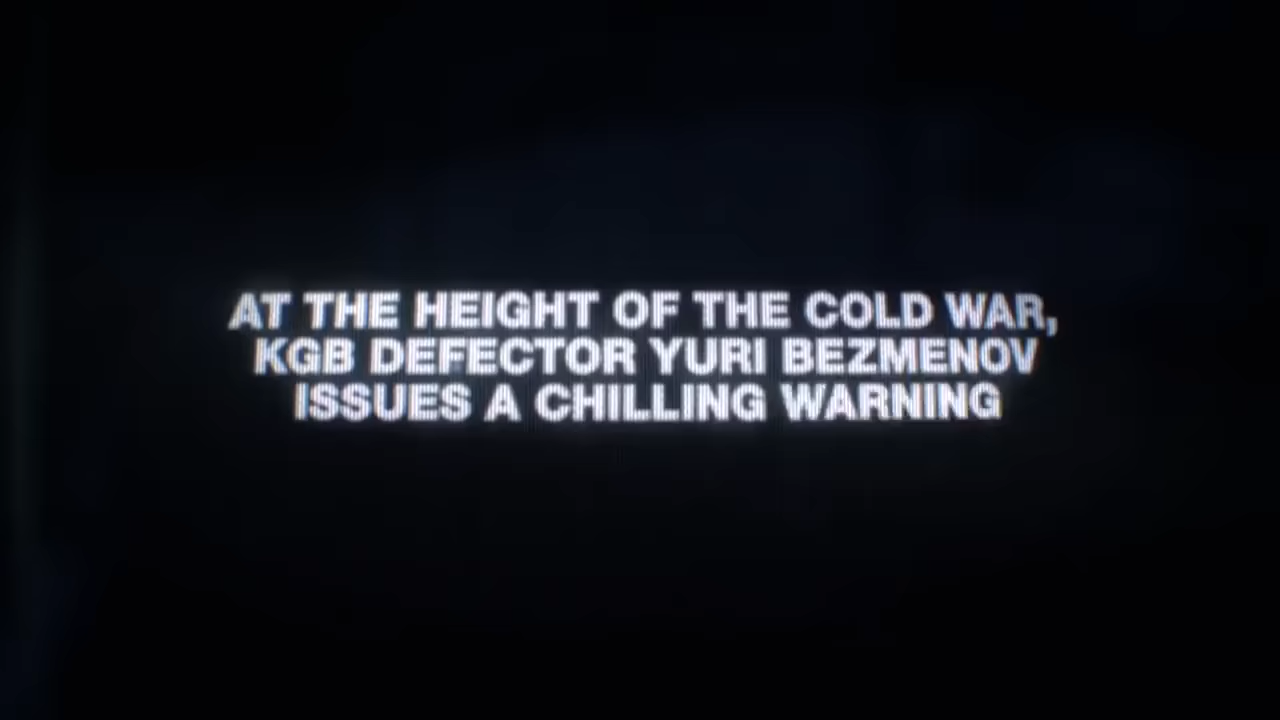 AT THE HEIGHT OF THE COLD WAR,
KGB DEFECTOR YURI BEZMENOV
ISSUES A CHILLING WARNING